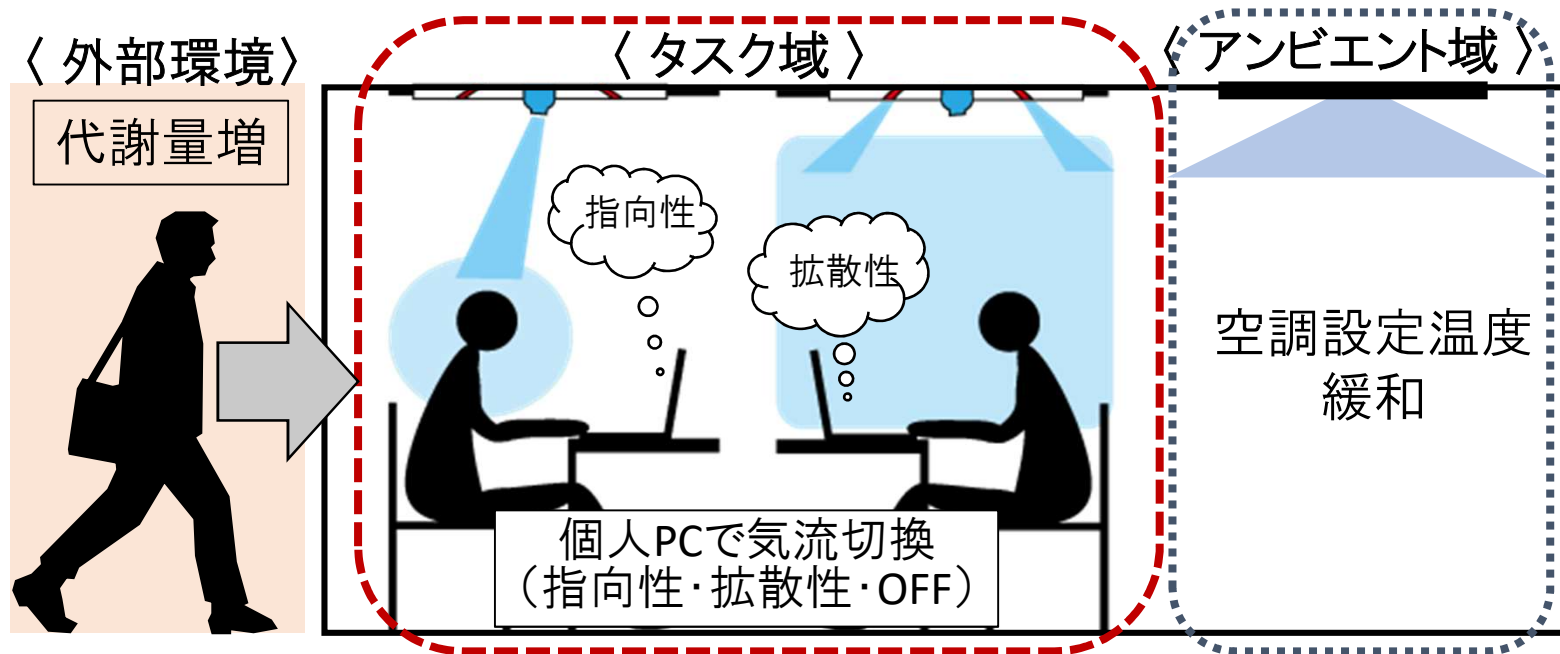 〈 外部環境〉
代謝量増
〈 タスク域 〉
指向性
拡散性
個人PCで気流切換
（指向性･拡散性･OFF）
〈 アンビエント域 〉
空調設定温度
緩和